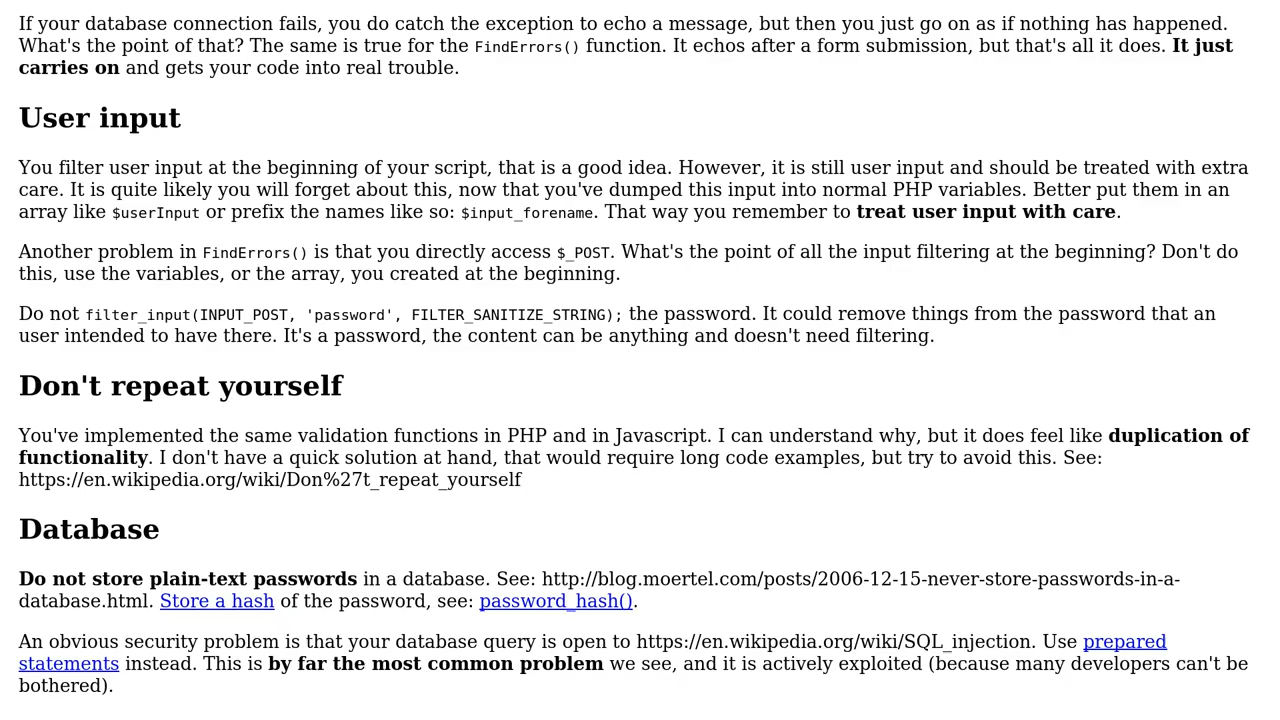 If your database connection fails, you do catch the exception to echo a message, but then you just go on as if nothing has happened.
What's the point of that? The same is true for the FindErrors() function. It echos after a form submission, but that's all it does. It just
carries on and gets your code into real trouble.
User input
You filter user input at the beginning of your script, that is a good idea. However, it is still user input and should be treated with extra
care. It is quite likely you will forget about this, now that you've dumped this input into normal PHP variables. Better put them in an
array like $userInput or prefix the names like so: $input_forename. That way you remember to treat user input with care.
Another problem in FindErrors() is that you directly access $_POST. What's the point of all the input filtering at the beginning? Don't do
this, use the variables, or the array, you created at the beginning.
Do not filter_input(INPUT_POST, 'password', FILTER_SANITIZE_STRING); the password. It could remove things from the password that an
user intended to have there. It's a password, the content can be anything and doesn't need filtering.
Don't repeat yourself
You've implemented the same validation functions in PHP and in Javascript. I can understand why, but it does feel like duplication of
functionality. I don't have a quick solution at hand, that would require long code examples, but try to avoid this. See:
https://en.wikipedia.org/wiki/Don%27t_repeat_yourself
Database
Do not store plain-text passwords in a database. See: http://blog.moertel.com/posts/2006-12-15-never-store-passwords-in-a-
database.html. Store a hash of the password, see: password_hash().
An obvious security problem is that your database query is open to https://en.wikipedia.org/wiki/SQL_injection. Use prepared
statements instead. This is by far the most common problem we see, and it is actively exploited (because many developers can't be
bothered).